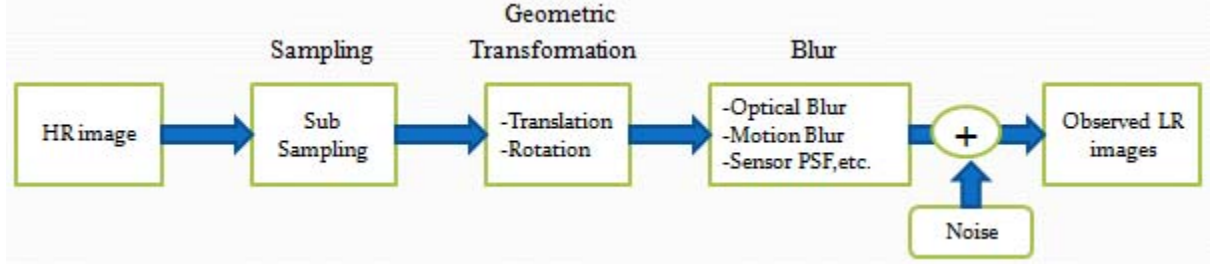 Geometric
Sampling
Transformation
Blur
HR image
Sub
Sampling
-Translation
-Rotation
-Optical Blur
-Motion Blur
-Sensor PSF,etc.
+
Observed LR
images
Noise